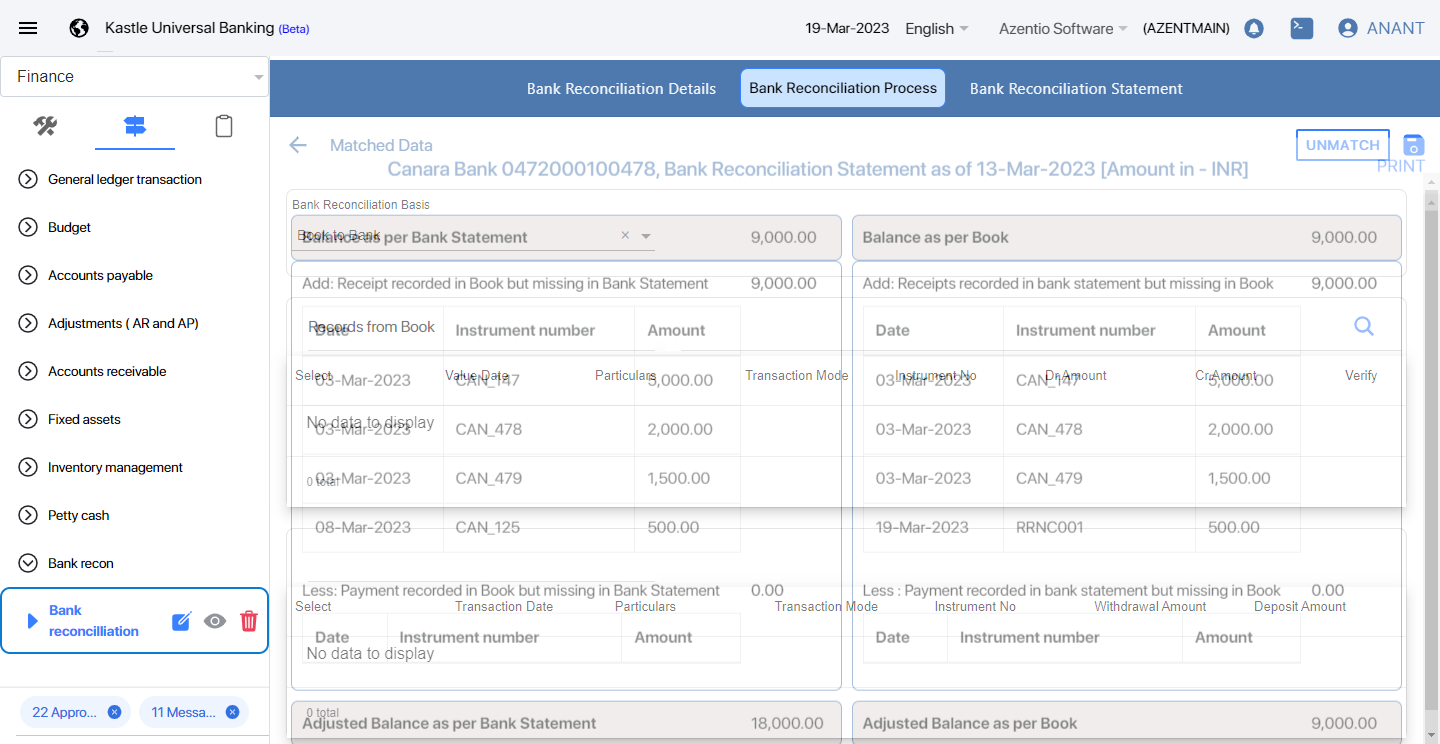 Kastle Universal Banking (Beta)
19-Mar-2023
English
Azentio Software
(AZENTMAIN)
ANANT
Finance
Bank Reconciliation Details
Bank Reconciliation Process
Bank Reconciliation Statement
General ledger transaction
Budget
Accounts payable
Adjustments ( AR and AP)
Accounts receivable
Fixed assets
Inventory management
Petty cash
Bank recon
Bank
reconcilliation
22 Appro...
11 Messa...
Matched Data
UNMATCH
PRINT
Canara Bank 0472000100478, Bank Reconciliation Statement as of 13-Mar-2023 [Amount in - INR]
Bank Reconciliation Basis
Book to Bank
Balance as per Bank Statement 9,000.00
Balance as per Book 9,000.00
Add: Receipt recorded in Book but missing in Bank Statement 9,000.00
Add: Receipts recorded in bank statement but missing in Book 9,000.00
Records from Book
Date Instrument number Amount
Date Instrument number Amount
Select Value Date Particulars Transaction Mode Instrument No Dr.Amount Cr.Amount Verify
03-Mar-2023 CAN_147 5,000.00
03-Mar-2023 CAN_147 5,000.00
No data to display
03-Mar-2023 CAN_478 2,000.00
03-Mar-2023 CAN_478 2,000.00
03-Mar-2023 CAN_479 1,500.00
03-Mar-2023 CAN_479 1,500.00
0 total
08-Mar-2023 CAN_125 500.00
19-Mar-2023 RRNC001 500.00
Less: Payment recorded in Book but missing in Bank Statement 0.00
Less : Payment recorded in bank statement but missing in Book 0.00
Select Transaction Date Particulars Transaction Mode Instrument No Withdrawal Amount Deposit Amount
Date Instrument number Amount
Date Instrument number Amount
No data to display
0 total
Adjusted Balance as per Bank Statement 18,000.00
Adjusted Balance as per Book 9,000.00